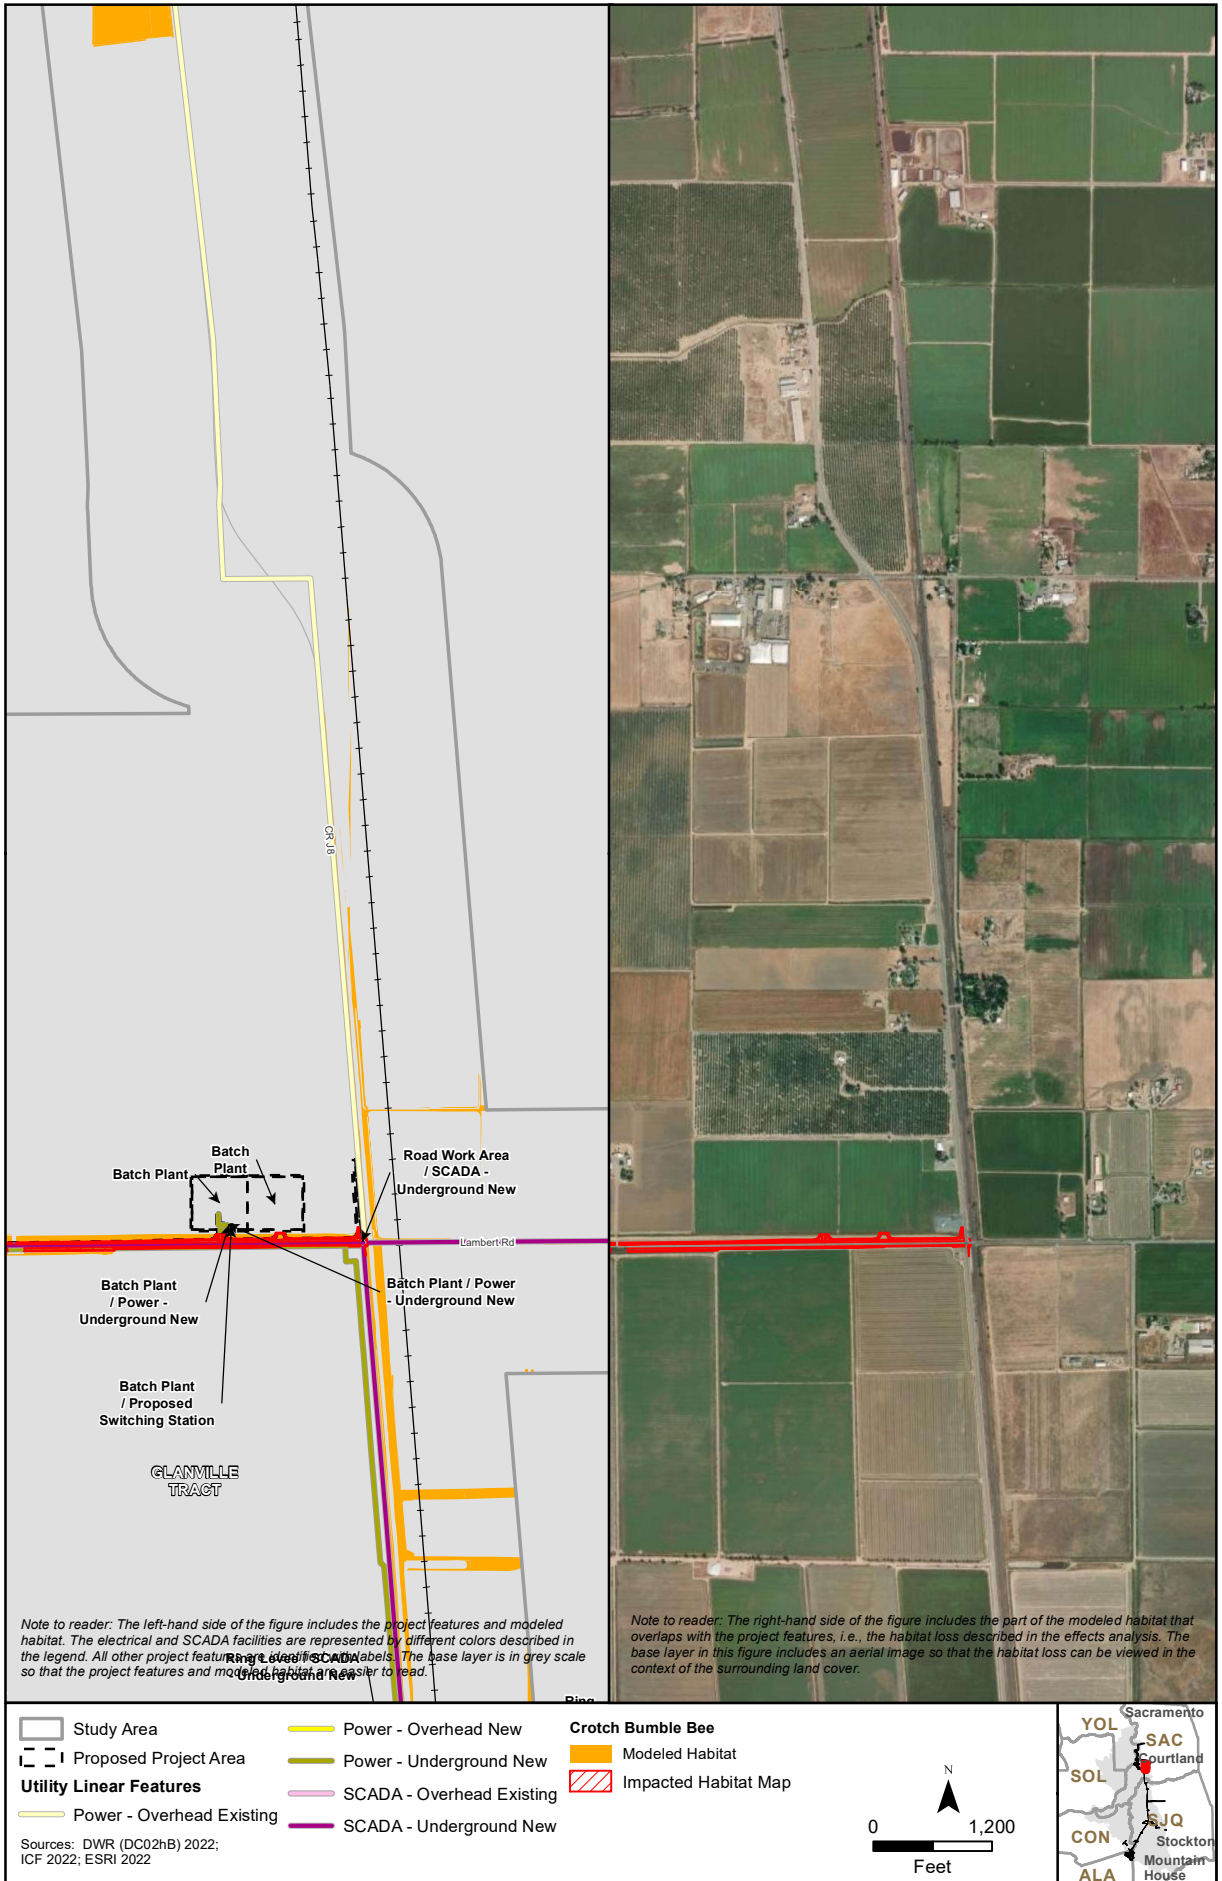 CR J8
Batch
Plant
Batch Plant
Road Work Area
/ SCADA -
Underground New
Lambert Rd
Batch Plant
/ Power -
Underground New
Batch Plant / Power
- Underground New
Batch Plant
/ Proposed
Switching Station
GLANVILLE
TRACT
Note to reader: The left-hand side of the figure includes the project features and modeled
habitat. The electrical and SCADA facilities are represented by different colors described in
the legend. All other project features are identified with labels. The base layer is in grey scale
so that the project features and modeled habitat are easier to read.
Ring Levee / SCADA
Underground New
Ring
Note to reader: The right-hand side of the figure includes the part of the modeled habitat that
overlaps with the project features, i.e., the habitat loss described in the effects analysis. The
base layer in this figure includes an aerial image so that the habitat loss can be viewed in the
context of the surrounding land cover.
Study Area
Proposed Project Area
Utility Linear Features
Power - Overhead Existing
Power - Overhead New
Power - Underground New
SCADA - Overhead Existing
SCADA - Underground New
Crotch Bumble Bee
Modeled Habitat
Impacted Habitat Map
Sources: DWR (DC02hB) 2022;
ICF 2022; ESRI 2022
N
0 1,200
Feet
Sacramento
YOL
SAC
Courtland
SOL
SJQ
CON
Stockton
Mountain
House
ALA